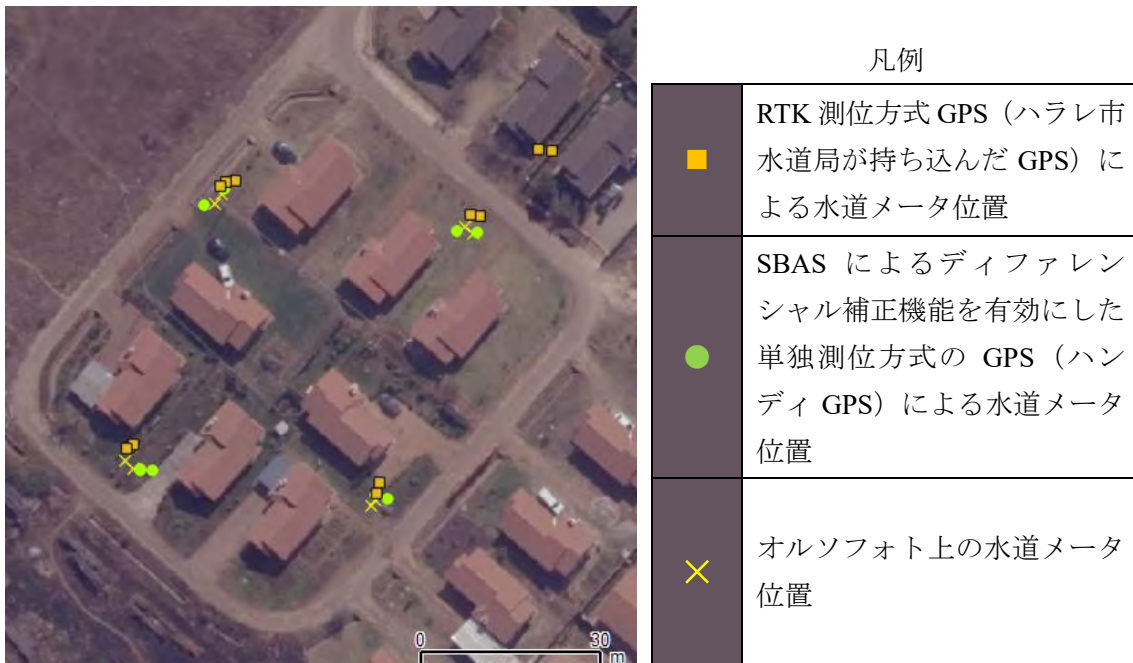 凡例
RTK 測位方式 GPS（ハラレ市
水道局が持ち込んだ GPS）に
よる水道メータ位置
SBAS によるディファレン
シャル補正機能を有効にした
単独測位方式の GPS（ハン
ディ GPS）による水道メータ
位置
オルソフォト上の水道メータ
位置
0 30
m